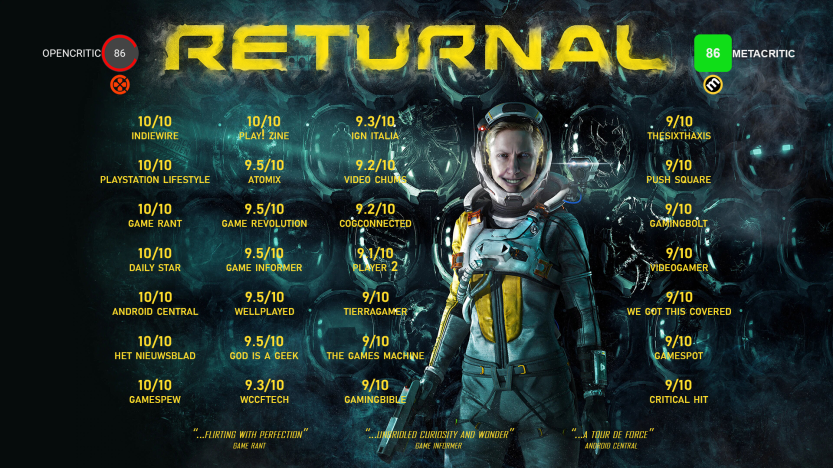 RETURNAL
OPENCRITIC 86
86 METACRITIC
10/10
INDIEWIRE
10/10
PLAYSTATION LIFESTYLE
10/10
GAME RANT
10/10
DAILY STAR
10/10
ANDROID CENTRAL
10/10
HET NIEUWSBLAD
10/10
GAMESPEW
10/10
PLAY! ZINE
9.5/10
ATOMIX
9.5/10
GAME REVOLUTION
9.5/10
GAME INFORMER
9.5/10
WELLPLAYED
9.5/10
GOD IS A GEEK
9.3/10
WCCFTECH
9.3/10
IGN ITALIA
9.2/10
VIDEO CHUMS
9.2/10
COGCONNECTED
9.1/10
PLAYER 2
9/10
TIERRAGAMER
9/10
THE GAMES MACHINE
9/10
GAMINGBIBLE
9/10
THESIXTHAXIS
9/10
PUSH SQUARE
9/10
GAMINGBOLT
9/10
VIDEOGAMER
9/10
WE GOT THIS COVERED
9/10
GAMESPOT
9/10
CRITICAL HIT
"...FLIRTING WITH PERFECTION"
GAME RANT
"...UNBRIDLED CURIOSITY AND WONDER"
GAME INFORMER
"...A TOUR DE FORCE"
ANDROID CENTRAL